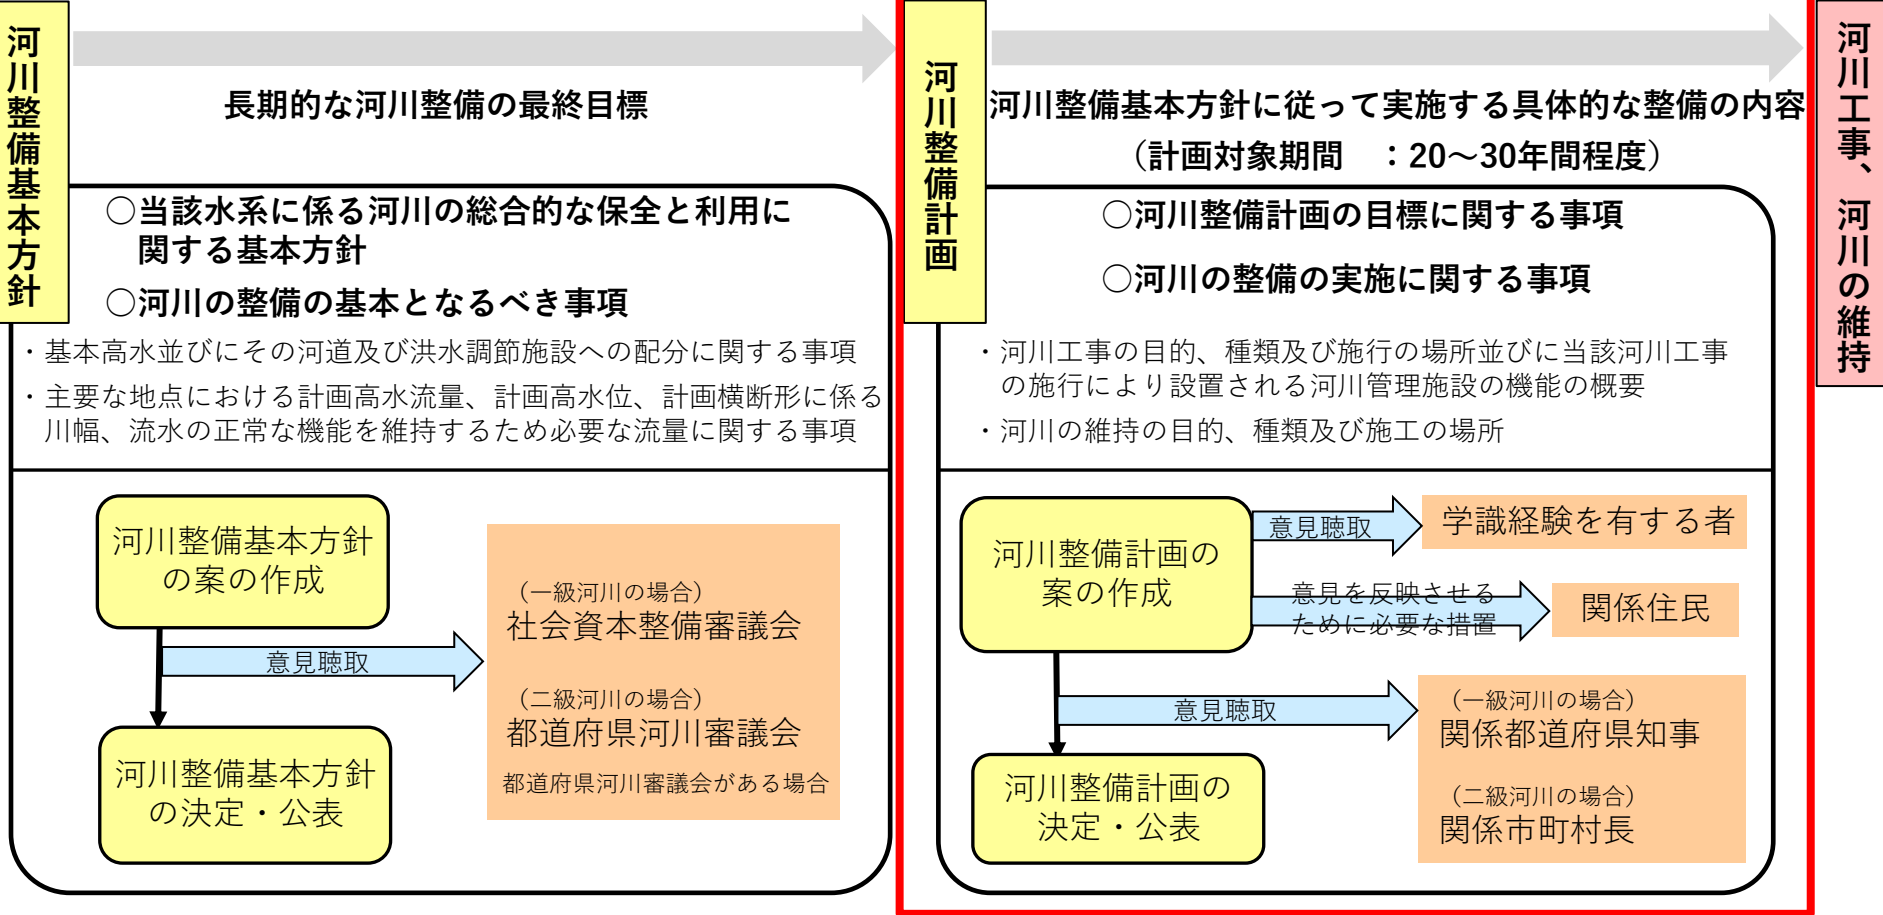 河川整備基本方針
長期的な河川整備の最終目標
○当該水系に係る河川の総合的な保全と利用に
関する基本方針
○河川の整備の基本となるべき事項
・基本高水並びにその河道及び洪水調節施設への配分に関する事項
・主要な地点における計画高水流量、計画高水位、計画横断形に係る
川幅、流水の正常な機能を維持するため必要な流量に関する事項
河川整備基本方針
の案の作成
意見聴取
（一級河川の場合）
社会資本整備審議会
（二級河川の場合）
都道府県河川審議会
都道府県河川審議会がある場合
河川整備基本方針
の決定・公表
河川整備計画
河川整備基本方針に従って実施する具体的な整備の内容
（計画対象期間　：20～30年間程度）
○河川整備計画の目標に関する事項
○河川の整備の実施に関する事項
・河川工事の目的、種類及び施行の場所並びに当該河川工事
の施行により設置される河川管理施設の機能の概要
・河川の維持の目的、種類及び施工の場所
河川整備計画の
案の作成
意見聴取
学識経験を有する者
意見を反映させる
ために必要な措置
関係住民
意見聴取
（一級河川の場合）
関係都道府県知事
（二級河川の場合）
関係市町村長
河川整備計画の
決定・公表
河川工事、河川の維持